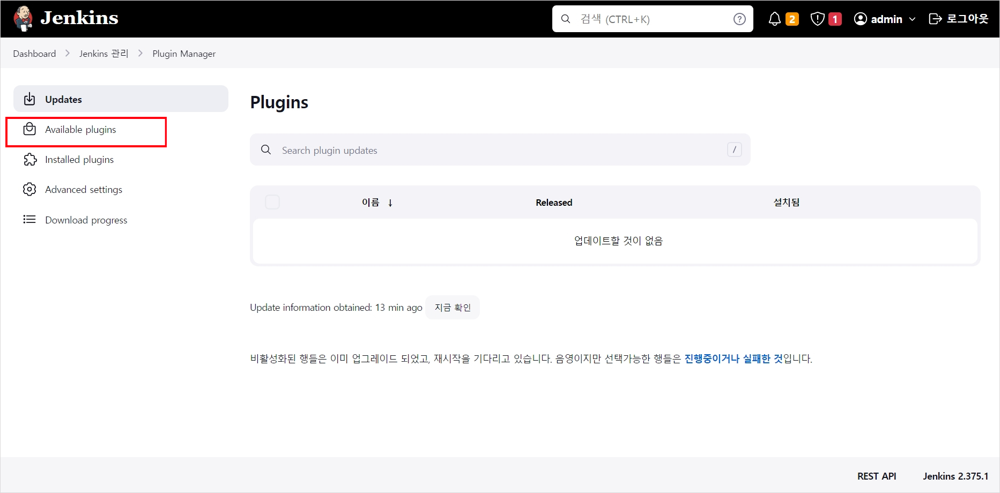 Jenkins
검색 (CTRL+K)
2
1
admin
로그아웃
Dashboard
Jenkins 관리
Plugin Manager
Updates
Available plugins
Installed plugins
Advanced settings
Download progress
Plugins
Search plugin updates
/
이름 ↓
Released
설치됨
업데이트할 것이 없음
Update information obtained: 13 min ago
지금 확인
비활성화된 행들은 이미 업그레이드 되었고, 재시작을 기다리고 있습니다. 음영이지만 선택가능한 행들은 진행중이거나 실패한 것입니다.
REST API
Jenkins 2.375.1